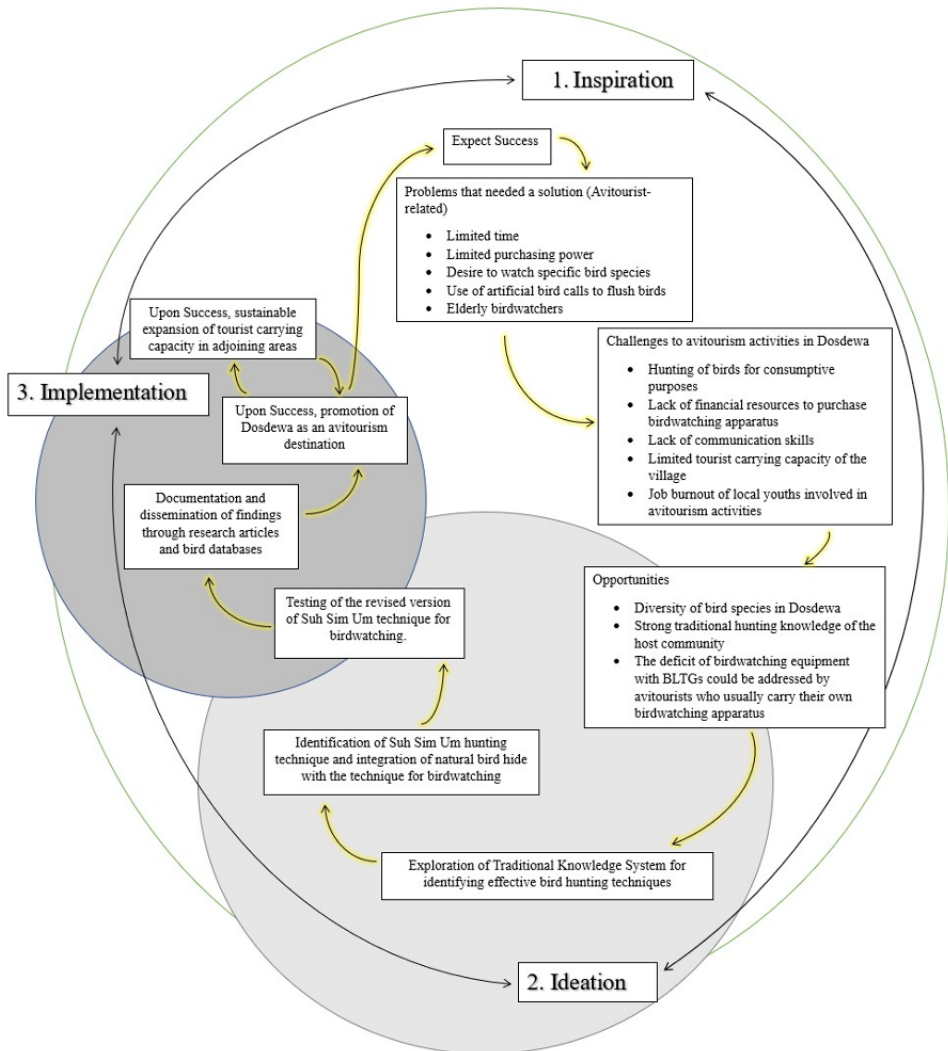 1. Inspiration
Expect Success
Problems that needed a solution (Avitourist-
related)
• Limited time
• Limited purchasing power
• Desire to watch specific bird species
• Use of artificial bird calls to flush birds
• Elderly birdwatchers
Challenges to avitourism activities in Dosdewa
• Hunting of birds for consumptive
purposes
• Lack of financial resources to purchase
birdwatching apparatus
• Lack of communication skills
• Limited tourist carrying capacity of the
village
• Job burnout of local youths involved in
avitourism activities
Opportunities
• Diversity of bird species in Dosdewa
• Strong traditional hunting knowledge of the
host community
• The deficit of birdwatching equipment
with BLTGs could be addressed by
avitourists who usually carry their own
birdwatching apparatus
2. Ideation
Exploration of Traditional Knowledge System for
identifying effective bird hunting techniques
Identification of Suh Sim Um hunting
technique and integration of natural bird hide
with the technique for birdwatching
Testing of the revised version
of Suh Sim Um technique for
birdwatching.
3. Implementation
Documentation and
dissemination of findings
through research articles
and bird databases
Upon Success, promotion of
Dosdewa as an avitourism
destination
Upon Success, sustainable
expansion of tourist carrying
capacity in adjoining areas